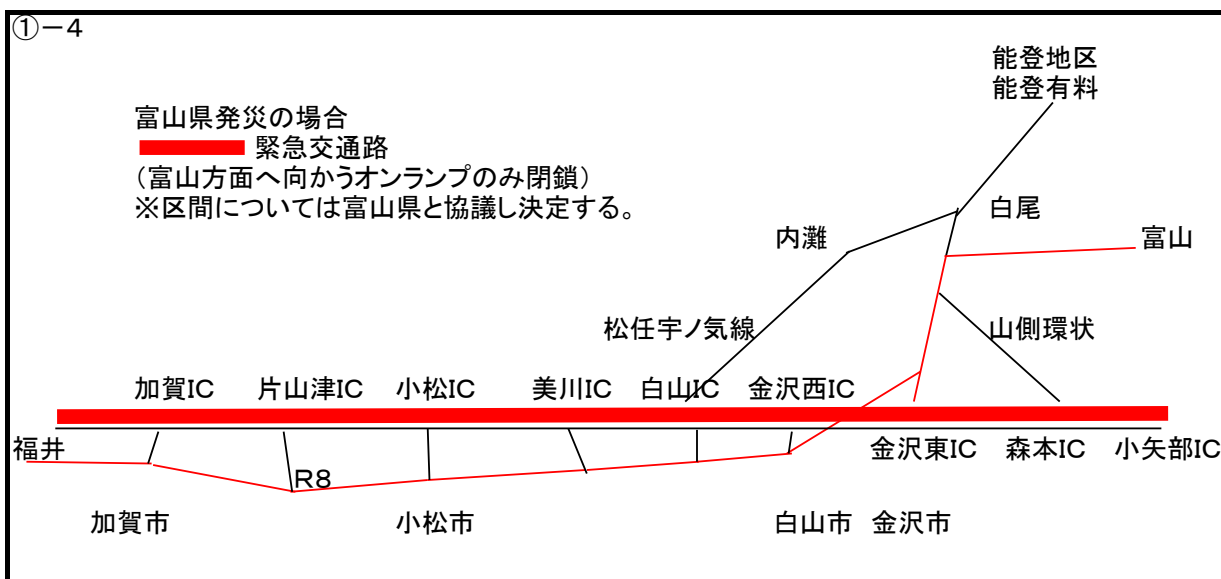 ①－４
能登地区
能登有料
富山県発災の場合
緊急交通路
（富山方面へ向かうオンランプのみ閉鎖）
※区間については富山県と協議し決定する。
白尾
内灘
富山
松任宇ノ気線
山側環状
加賀IC
片山津IC
小松IC
美川IC
白山IC
金沢西IC
福井
金沢東IC
森本IC
小矢部IC
R８
加賀市
小松市
白山市
金沢市